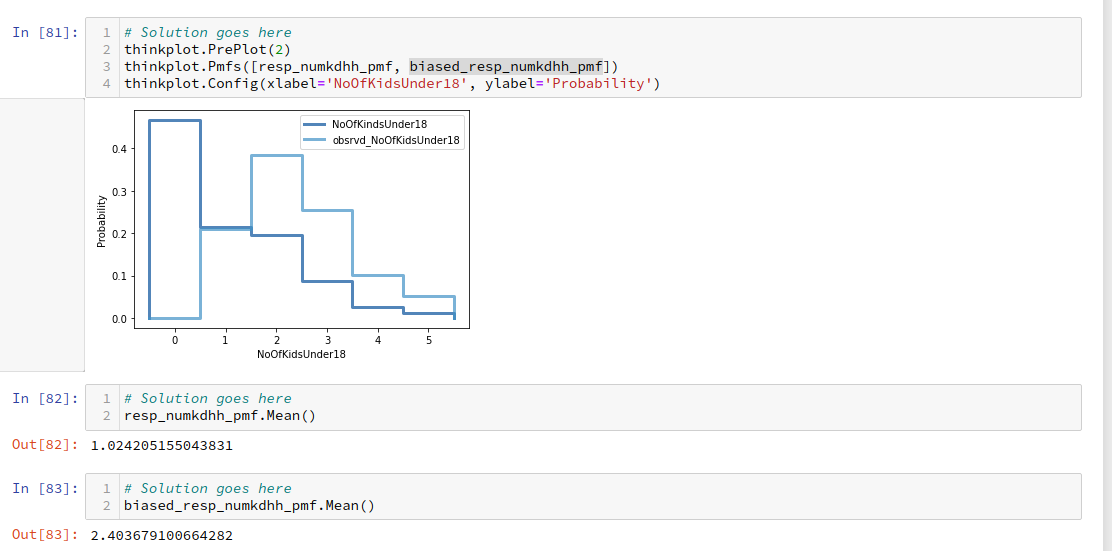 In [81]:
1 # Solution goes here
2 thinkplot.PrePlot(2)
3 thinkplot.Pmfs([resp_numkdhh_pmf, biased_resp_numkdhh_pmf])
4 thinkplot.Config(xlabel='NoOfKidsUnder18', ylabel='Probability')
NoOfKindsUnder18
obsrvd_NoOfKidsUnder18
0.4
0.3
0.2
0.1
0.0
Probability
0 1 2 3 4 5
NoOfKidsUnder18
In [82]:
1 # Solution goes here
2 resp_numkdhh_pmf.Mean()
Out[82]: 1.024205155043831
In [83]:
1 # Solution goes here
2 biased_resp_numkdhh_pmf.Mean()
Out[83]: 2.403679100664282